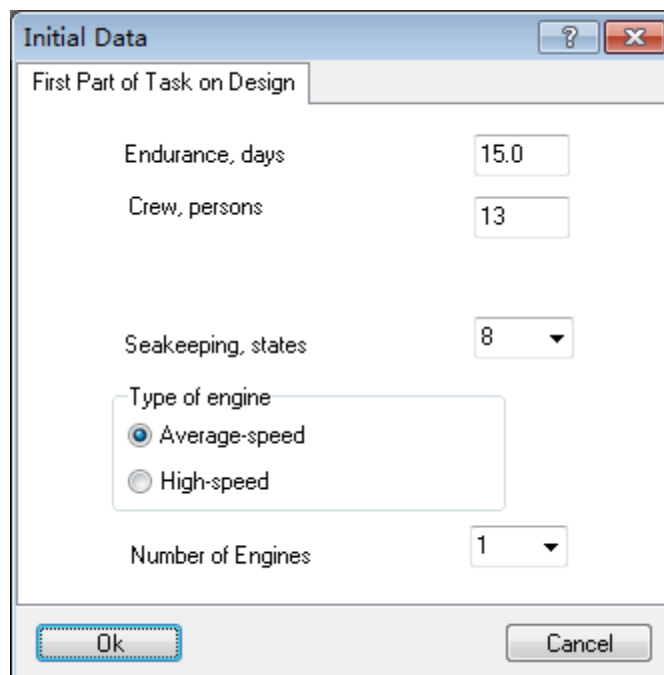 Initial Data
First Part of Task on Design
Endurance, days 15.0
Crew, persons 13
Seakeeping, states 8
Type of engine
Average-speed
High-speed
Number of Engines 1
Ok Cancel